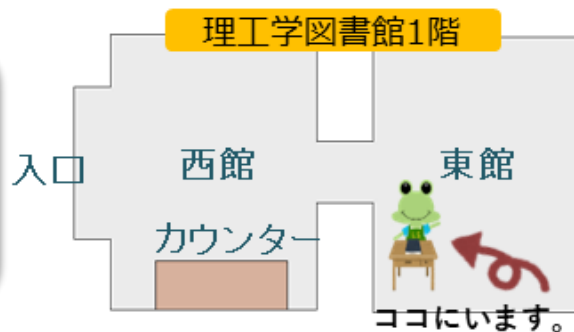 理工学図書館1階
入口
西館
東館
カウンター
ココにいます。